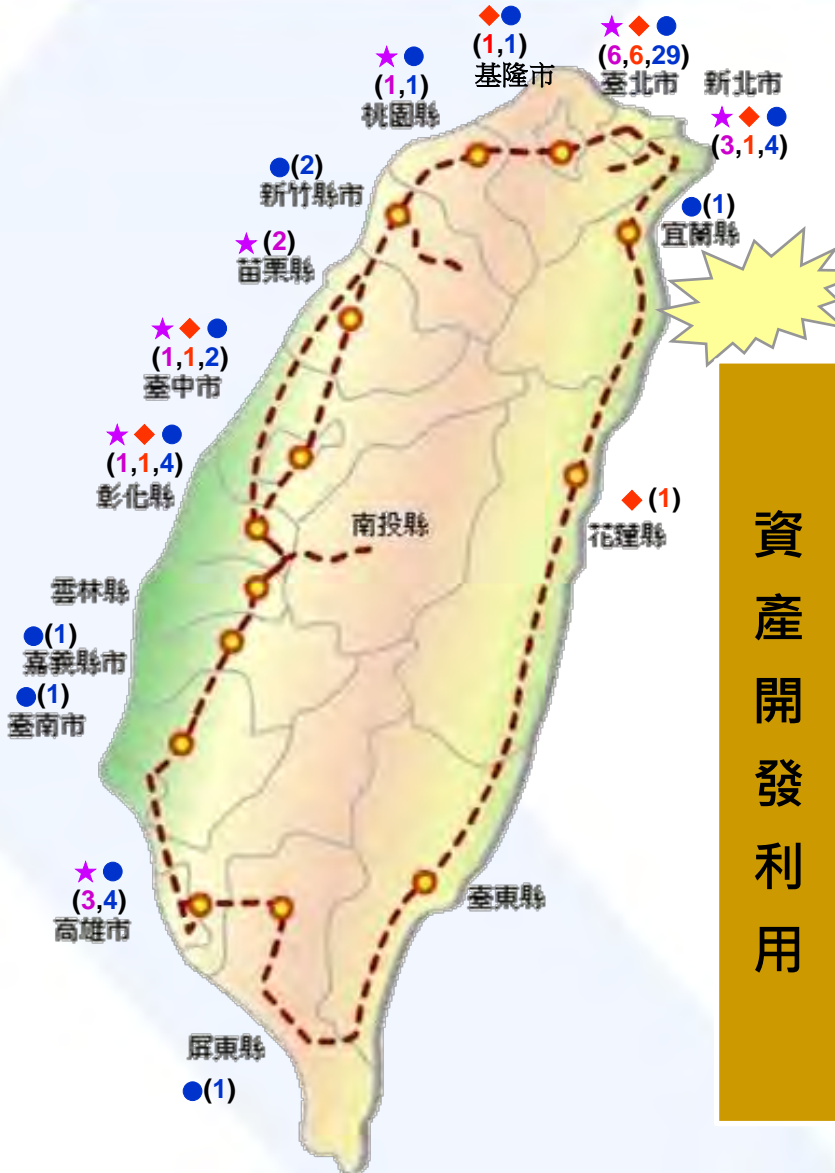 (1,1)
基隆市
(6,6,29)
臺北市
新北市
(3,1,4)
(1,1)
桃園縣
(2)
新竹縣市
(1)
宜蘭縣
(2)
苗栗縣
(1,1,2)
臺中市
(1,1,4)
彰化縣
南投縣
(1)
花蓮縣
雲林縣
(1)
嘉義縣市
(1)
臺南市
(3,4)
高雄市
臺東縣
屏東縣
(1)
資
產
開
發
利
用